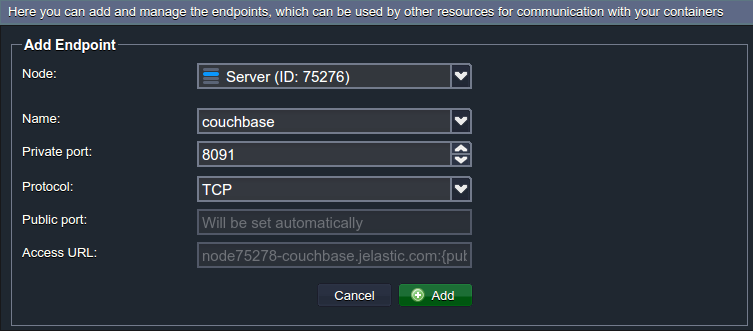 Here you can add and manage the endpoints, which can be used by other resources for communication with your containers
Add Endpoint
Node:
Server (ID: 75276)
Name:
couchbase
Private port:
8091
Protocol:
TCP
Public port:
Will be set automatically
Access URL:
node75278-couchbase.jelastic.com:{pub
Cancel
Add